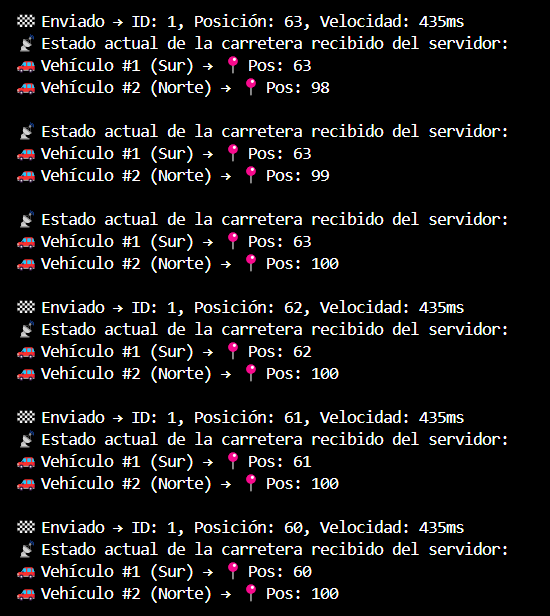 🏁 Enviado → ID: 1, Posición: 63, Velocidad: 435ms
📡 Estado actual de la carretera recibido del servidor:
🚗 Vehículo #1 (Sur) → 📍 Pos: 63
🚗 Vehículo #2 (Norte) → 📍 Pos: 98
📡 Estado actual de la carretera recibido del servidor:
🚗 Vehículo #1 (Sur) → 📍 Pos: 63
🚗 Vehículo #2 (Norte) → 📍 Pos: 99
📡 Estado actual de la carretera recibido del servidor:
🚗 Vehículo #1 (Sur) → 📍 Pos: 63
🚗 Vehículo #2 (Norte) → 📍 Pos: 100
🏁 Enviado → ID: 1, Posición: 62, Velocidad: 435ms
📡 Estado actual de la carretera recibido del servidor:
🚗 Vehículo #1 (Sur) → 📍 Pos: 62
🚗 Vehículo #2 (Norte) → 📍 Pos: 100
🏁 Enviado → ID: 1, Posición: 61, Velocidad: 435ms
📡 Estado actual de la carretera recibido del servidor:
🚗 Vehículo #1 (Sur) → 📍 Pos: 61
🚗 Vehículo #2 (Norte) → 📍 Pos: 100
🏁 Enviado → ID: 1, Posición: 60, Velocidad: 435ms
📡 Estado actual de la carretera recibido del servidor:
🚗 Vehículo #1 (Sur) → 📍 Pos: 60
🚗 Vehículo #2 (Norte) → 📍 Pos: 100